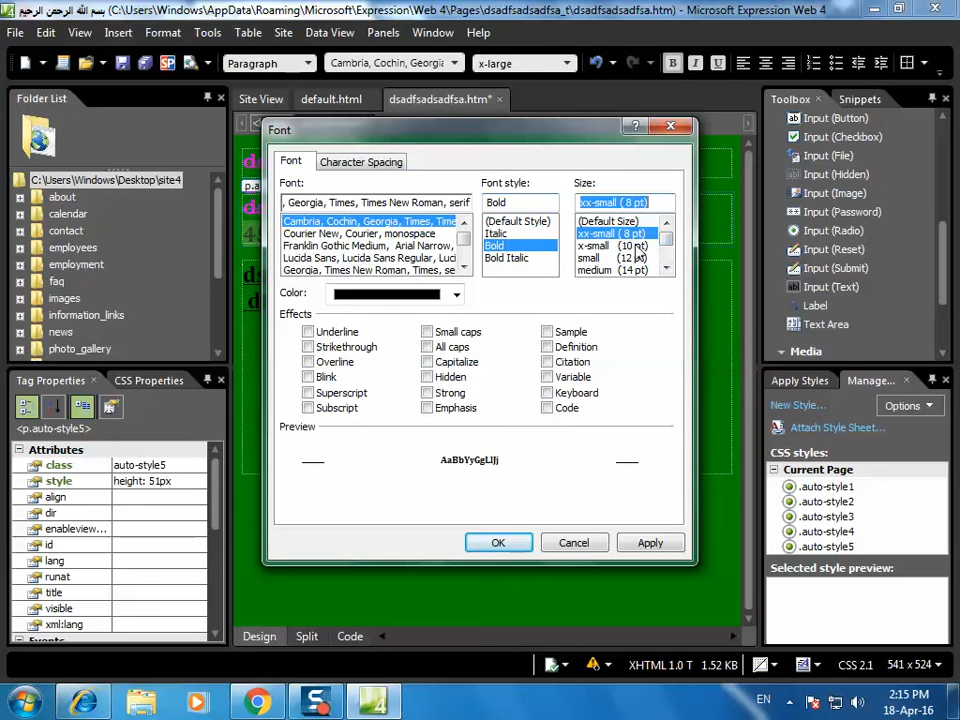 بسم الله الرحمن الرحيم (C:\Users\Windows\AppData\Roaming\Microsoft\Expression\Web 4\Pages\dsadfsadsadfsa_t\dsadfsadsadfsa.htm) - Microsoft Expression Web 4
File Edit View Insert Format Tools Table Site Data View Panels Window Help
Paragraph Cambria, Cochin, Georgia x-large B I U
Folder List Site View default.html dsadfsadsadfsa.htm* Toolbox Snippets
Font
Font Character Spacing
Font: Font style: Size:
, Georgia, Times, Times New Roman, serif Bold xx-small ( 8 pt)
Cambria, Cochin, Georgia, Times, Time
Courier New, Courier, monospace
Franklin Gothic Medium, Arial Narrow,
Lucida Sans, Lucida Sans Regular, Luc
Georgia, Times New Roman, Times, se
(Default Style)
Italic
Bold
Bold Italic
(Default Size)
xx-small ( 8 pt)
x-small (10 pt)
small (12 pt)
medium (14 pt)
Color:
Effects
Underline Small caps Sample
Strikethrough All caps Definition
Overline Capitalize Citation
Blink Hidden Variable
Superscript Strong Keyboard
Subscript Emphasis Code
Preview
AaBbYyGgLlJj
OK Cancel Apply
C:\Users\Windows\Desktop\site4
about
calendar
contact
employees
employment
faq
images
information_links
news
photo_gallery
Tag Properties CSS Properties
<p.auto-style5>
Attributes
class auto-style5
style height: 51px
align
dir
enableview...
id
lang
runat
title
visible
xml:lang
Events
Input (Button)
Input (Checkbox)
Input (File)
Input (Hidden)
Input (Image)
Input (Radio)
Input (Reset)
Input (Submit)
Input (Text)
Label
Text Area
Media
Apply Styles Manage...
New Style... Options
Attach Style Sheet...
CSS styles:
Current Page
.auto-style1
.auto-style2
.auto-style3
.auto-style4
.auto-style5
Selected style preview:
Design Split Code
XHTML 1.0 T 1.52 KB CSS 2.1 541 x 524
EN 2:15 PM
18-Apr-16